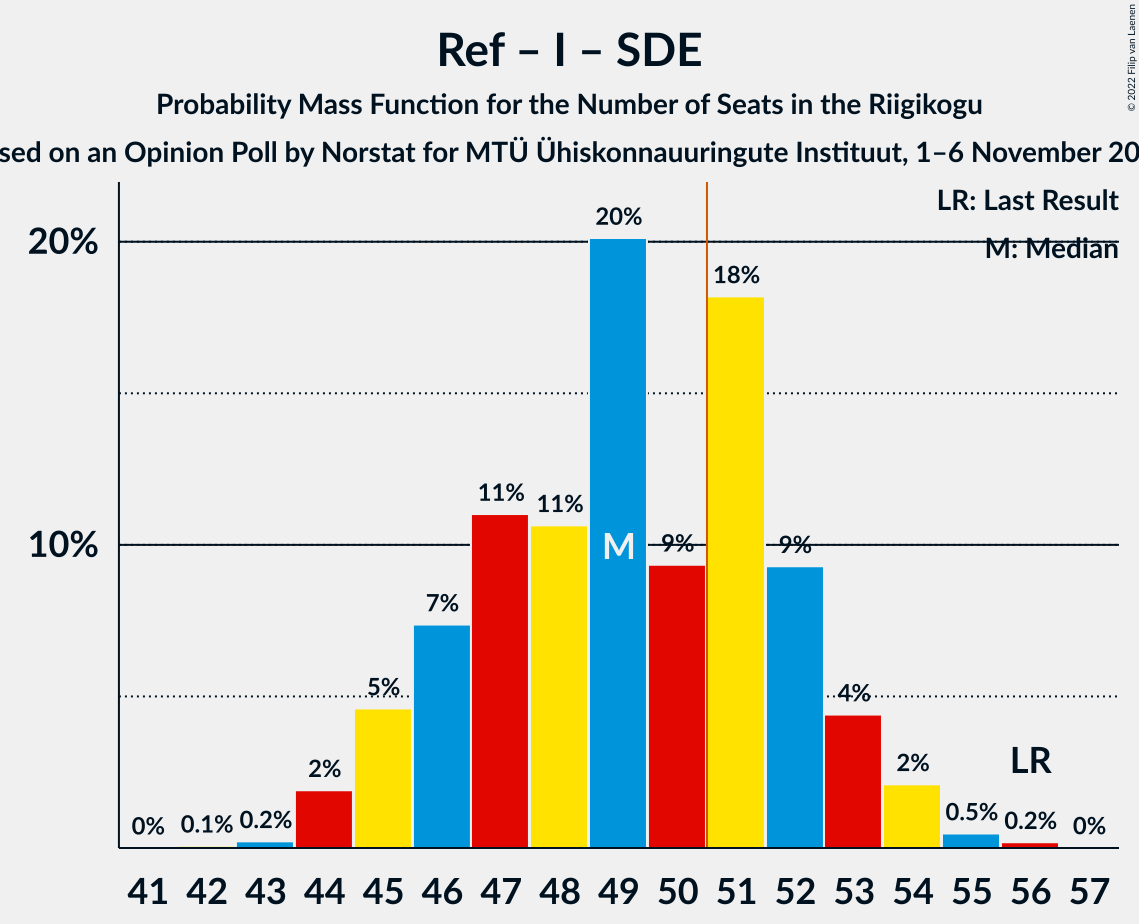 Ref – I – SDE
Probability Mass Function for the Number of Seats in the Riigikogu
sed on an Opinion Poll by Norstat for MTÜ Ühiskonnauuringute Instituut, 1–6 November 20
© 2022 Filip van Laenen
LR: Last Result
M: Median
20%
10%
0%
0.1%
0.2%
2%
5%
7%
11%
11%
20%
M
9%
18%
9%
4%
2%
0.5%
LR
0.2%
0%
41 42 43 44 45 46 47 48 49 50 51 52 53 54 55 56 57